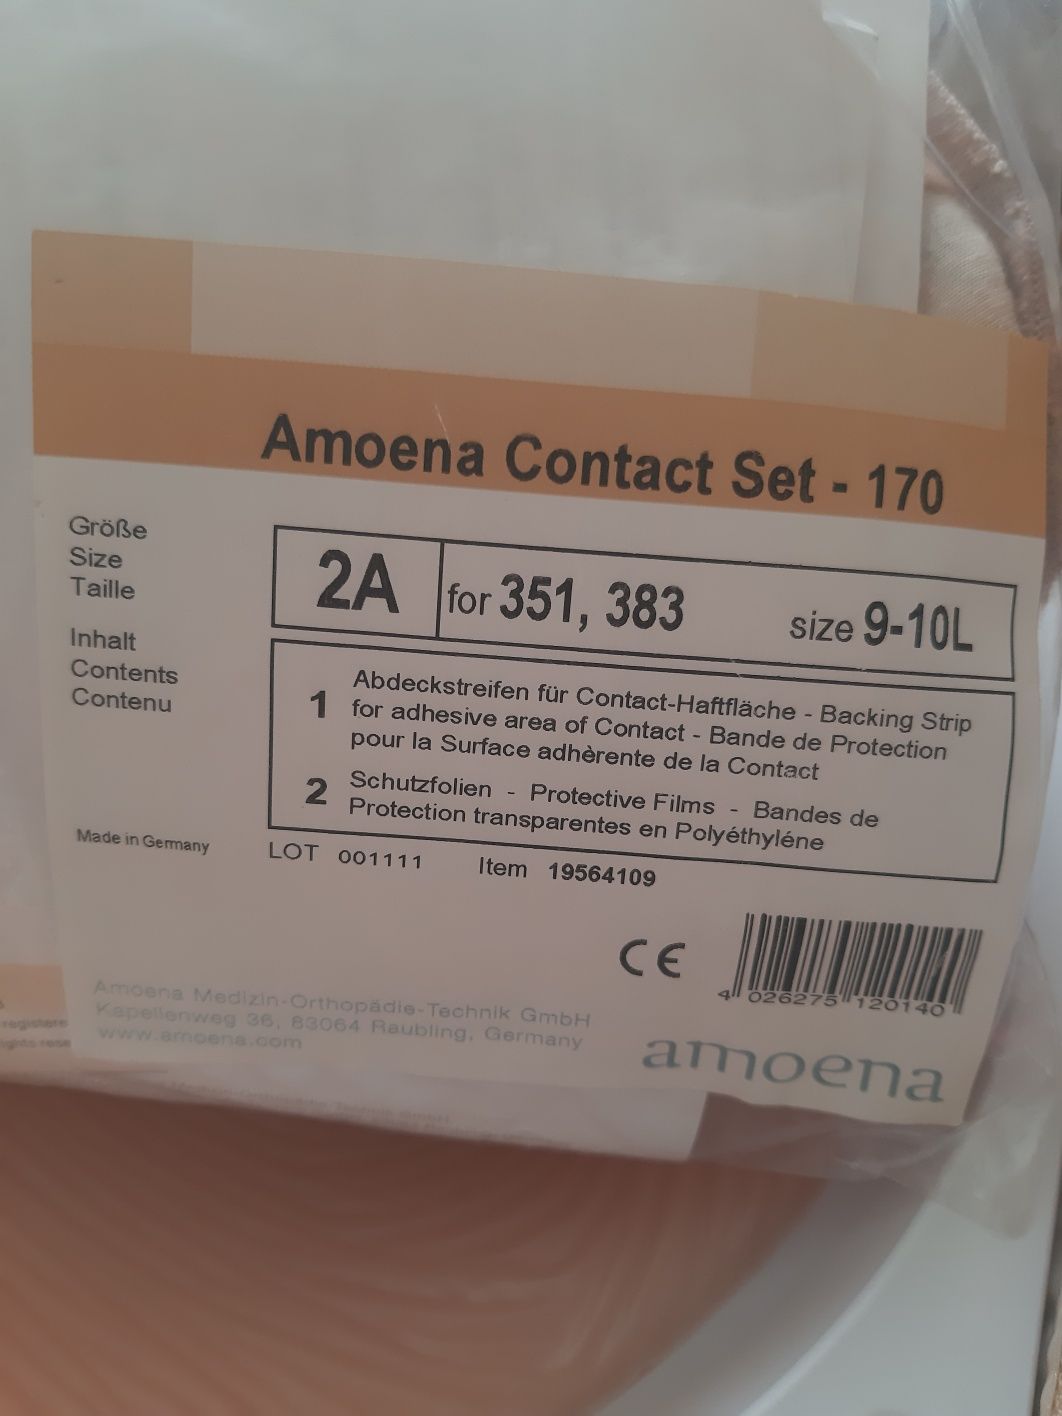 Amoena Contact Set - 170
Größe
Size
Taille
2A for 351, 383 size 9-10L
Inhalt
Contents
Contenu
1 Abdeckstreifen für Contact-Haftfläche - Backing Strip
for adhesive area of Contact - Bande de Protection
pour la Surface adhèrente de la Contact
2 Schutzfolien - Protective Films - Bandes de
Protection transparentes en Polyéthyléne
Made in Germany
LOT 001111 Item 19564109
CE
4 026275 120140
Amoena Medizin-Orthopädie-Technik GmbH
Kapellenweg 36, 83064 Raubling, Germany
www.amoena.com
amoena